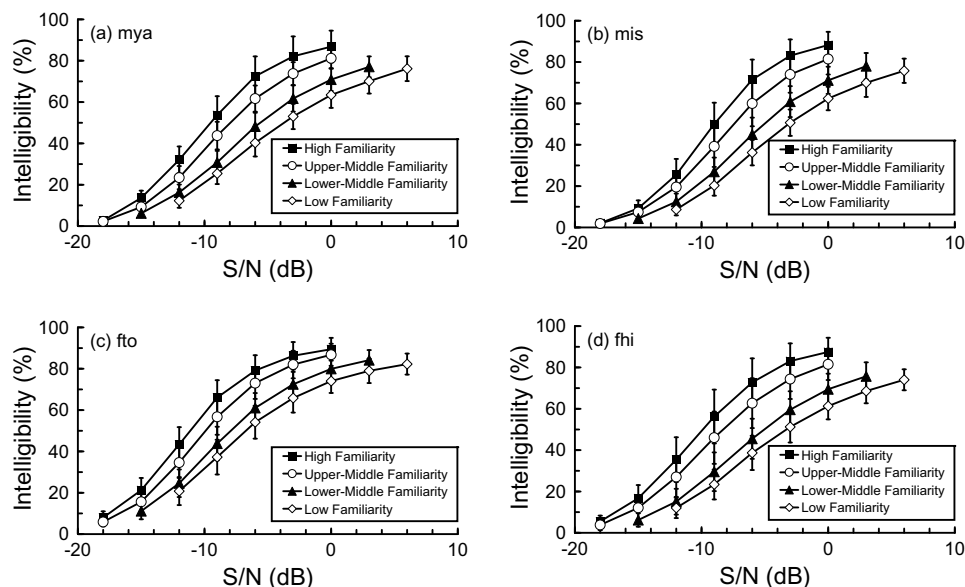 (a) mya
Intelligibility (%)
100
80
60
40
20
0
High Familiarity
Upper-Middle Familiarity
Lower-Middle Familiarity
Low Familiarity
-20
-10
0
10
S/N (dB)
(b) mis
Intelligibility (%)
100
80
60
40
20
0
High Familiarity
Upper-Middle Familiarity
Lower-Middle Familiarity
Low Familiarity
-20
-10
0
10
S/N (dB)
(c) fto
Intelligibility (%)
100
80
60
40
20
0
High Familiarity
Upper-Middle Familiarity
Lower-Middle Familiarity
Low Familiarity
-20
-10
0
10
S/N (dB)
(d) fhi
Intelligibility (%)
100
80
60
40
20
0
High Familiarity
Upper-Middle Familiarity
Lower-Middle Familiarity
Low Familiarity
-20
-10
0
10
S/N (dB)